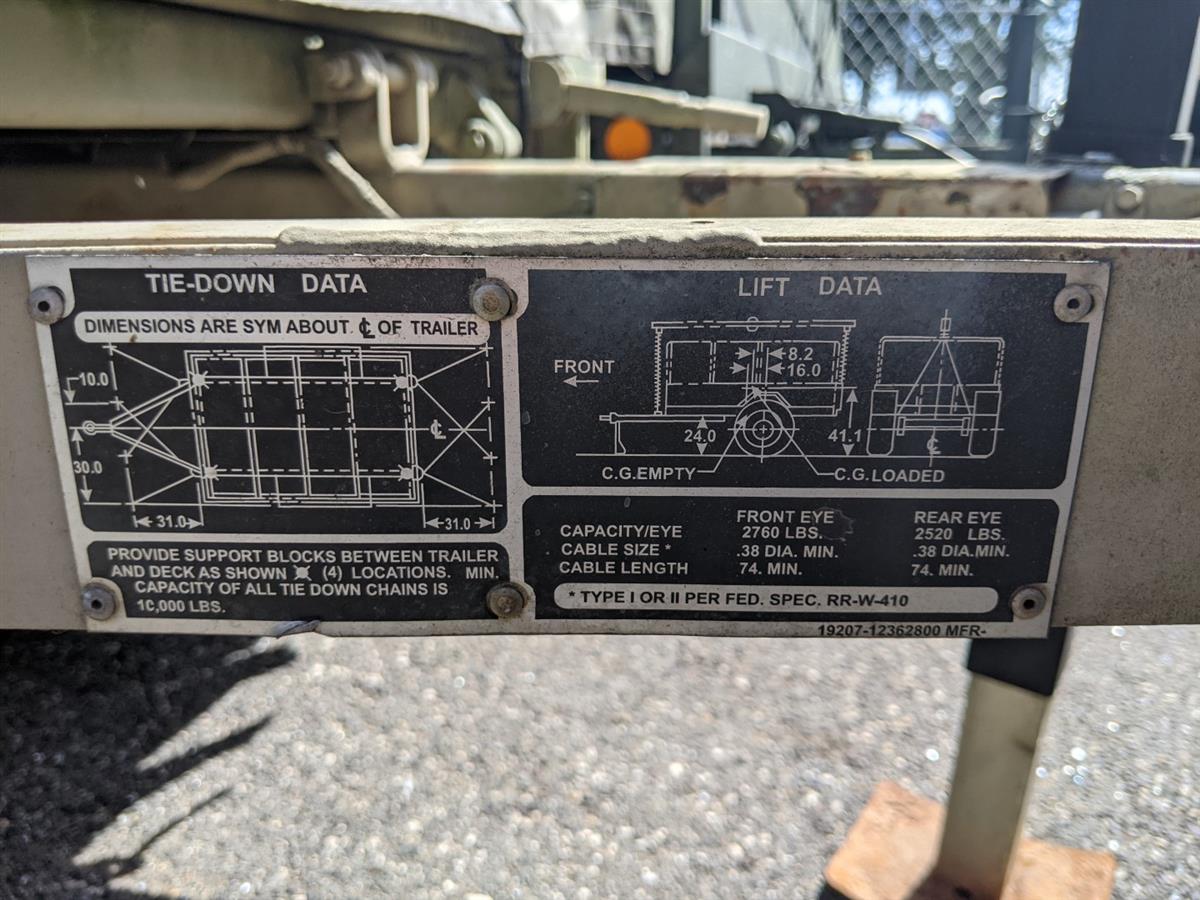 TIE-DOWN DATA
DIMENSIONS ARE SYM ABOUT ℄ OF TRAILER
10.0
℄
30.0
31.0
31.0
PROVIDE SUPPORT BLOCKS BETWEEN TRAILER
AND DECK AS SHOWN (4) LOCATIONS. MIN.
CAPACITY OF ALL TIE DOWN CHAINS IS
10,000 LBS.
LIFT DATA
FRONT
8.2
16.0
24.0
41.1
℄
C.G.EMPTY
C.G.LOADED
FRONT EYE REAR EYE
CAPACITY/EYE 2760 LBS. 2520 LBS.
CABLE SIZE * .38 DIA. MIN. .38 DIA.MIN.
CABLE LENGTH 74. MIN. 74. MIN.
* TYPE I OR II PER FED. SPEC. RR-W-410
19207-12362800 MFR-